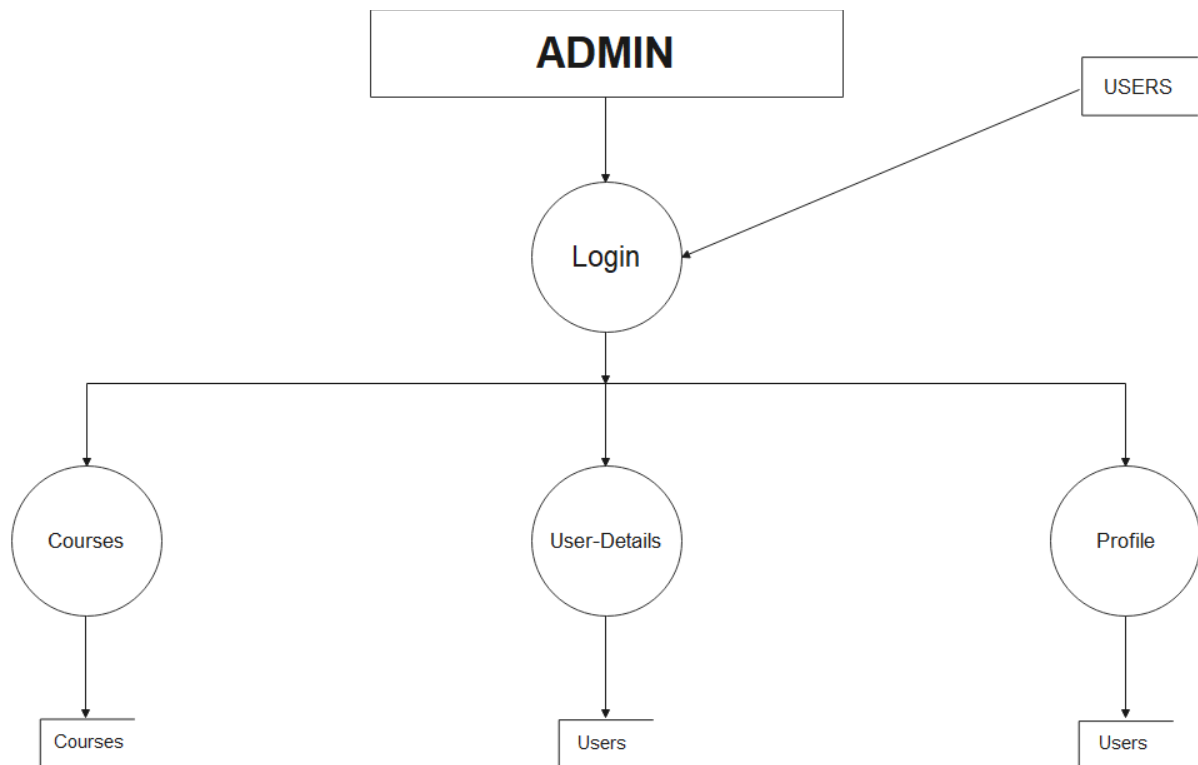 ADMIN
USERS
Login
Courses
User-Details
Profile
Courses
Users
Users